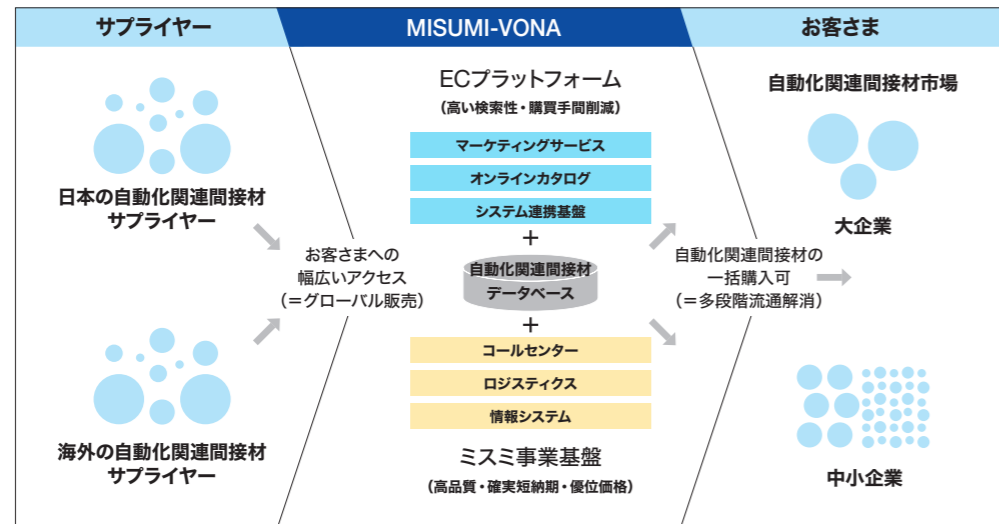 サプライヤー
MISUMI-VONA
お客さま
日本の自動化関連間接材
サプライヤー
海外の自動化関連間接材
サプライヤー
お客さまへの
幅広いアクセス
(=グローバル販売)
ECプラットフォーム
(高い検索性・購買手間削減)
マーケティングサービス
オンラインカタログ
システム連携基盤
+
自動化関連間接材
データベース
+
コールセンター
ロジスティクス
情報システム
ミスミ事業基盤
(高品質・確実短納期・優位価格)
自動化関連間接材の
一括購入可
(=多段階流通解消)
自動化関連間接材市場
大企業
中小企業